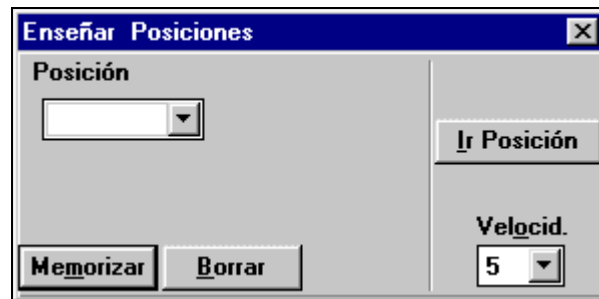 Enseñar Posiciones
Posición
Ir Posición
Velocid.
5
Memorizar
Borrar